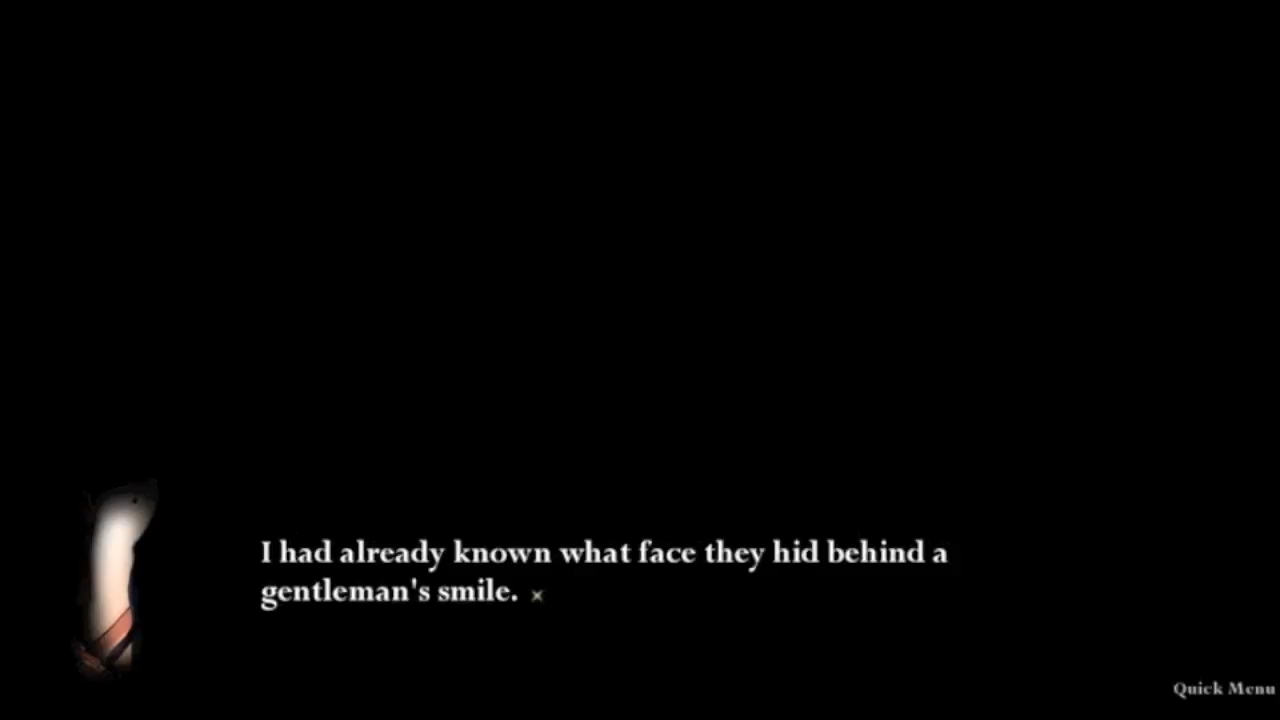 I had already known what face they hid behind a
gentleman's smile.
Quick Menu